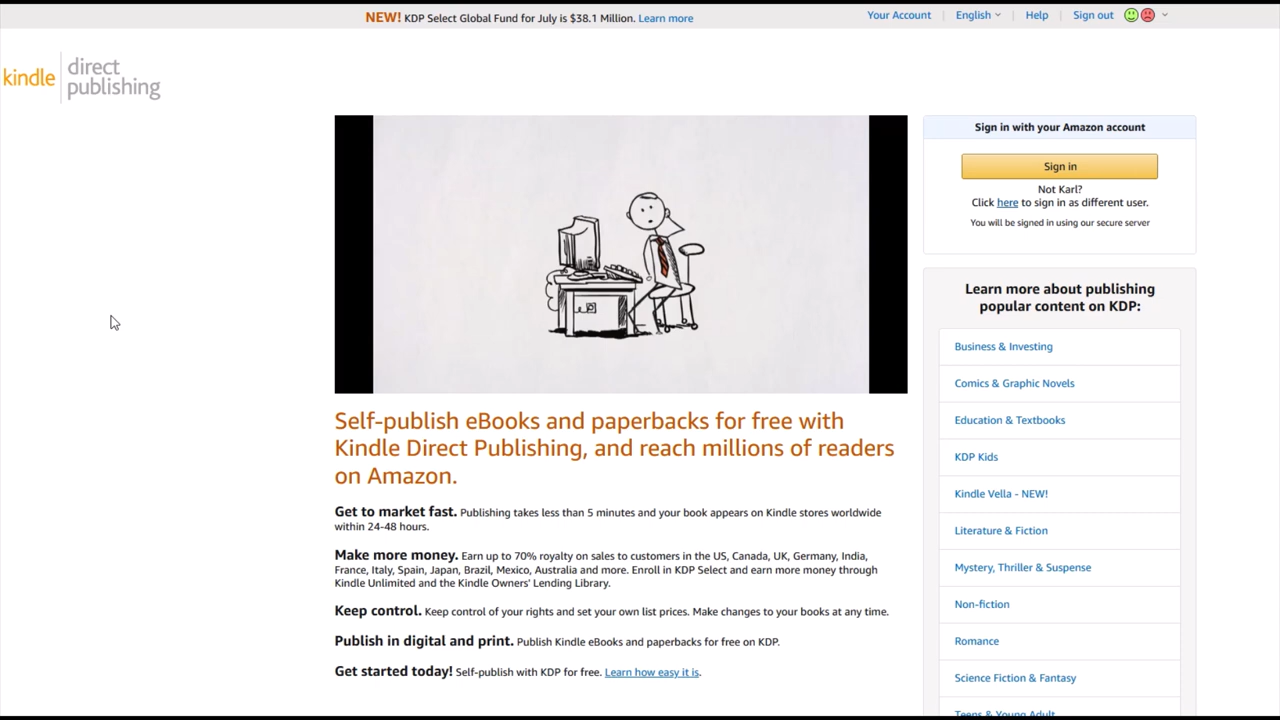 NEW! KDP Select Global Fund for July is $38.1 Million. Learn more
Your Account English Help Sign out
kindle direct publishing
Sign in with your Amazon account
Sign in
Not Karl?
Click here to sign in as different user.
You will be signed in using our secure server
Self-publish eBooks and paperbacks for free with
Kindle Direct Publishing, and reach millions of readers
on Amazon.
Get to market fast. Publishing takes less than 5 minutes and your book appears on Kindle stores worldwide
within 24-48 hours.
Make more money. Earn up to 70% royalty on sales to customers in the US, Canada, UK, Germany, India,
France, Italy, Spain, Japan, Brazil, Mexico, Australia and more. Enroll in KDP Select and earn more money through
Kindle Unlimited and the Kindle Owners' Lending Library.
Keep control. Keep control of your rights and set your own list prices. Make changes to your books at any time.
Publish in digital and print. Publish Kindle eBooks and paperbacks for free on KDP.
Get started today! Self-publish with KDP for free. Learn how easy it is.
Learn more about publishing
popular content on KDP:
Business & Investing
Comics & Graphic Novels
Education & Textbooks
KDP Kids
Kindle Vella - NEW!
Literature & Fiction
Mystery, Thriller & Suspense
Non-fiction
Romance
Science Fiction & Fantasy
Teens & Young Adult